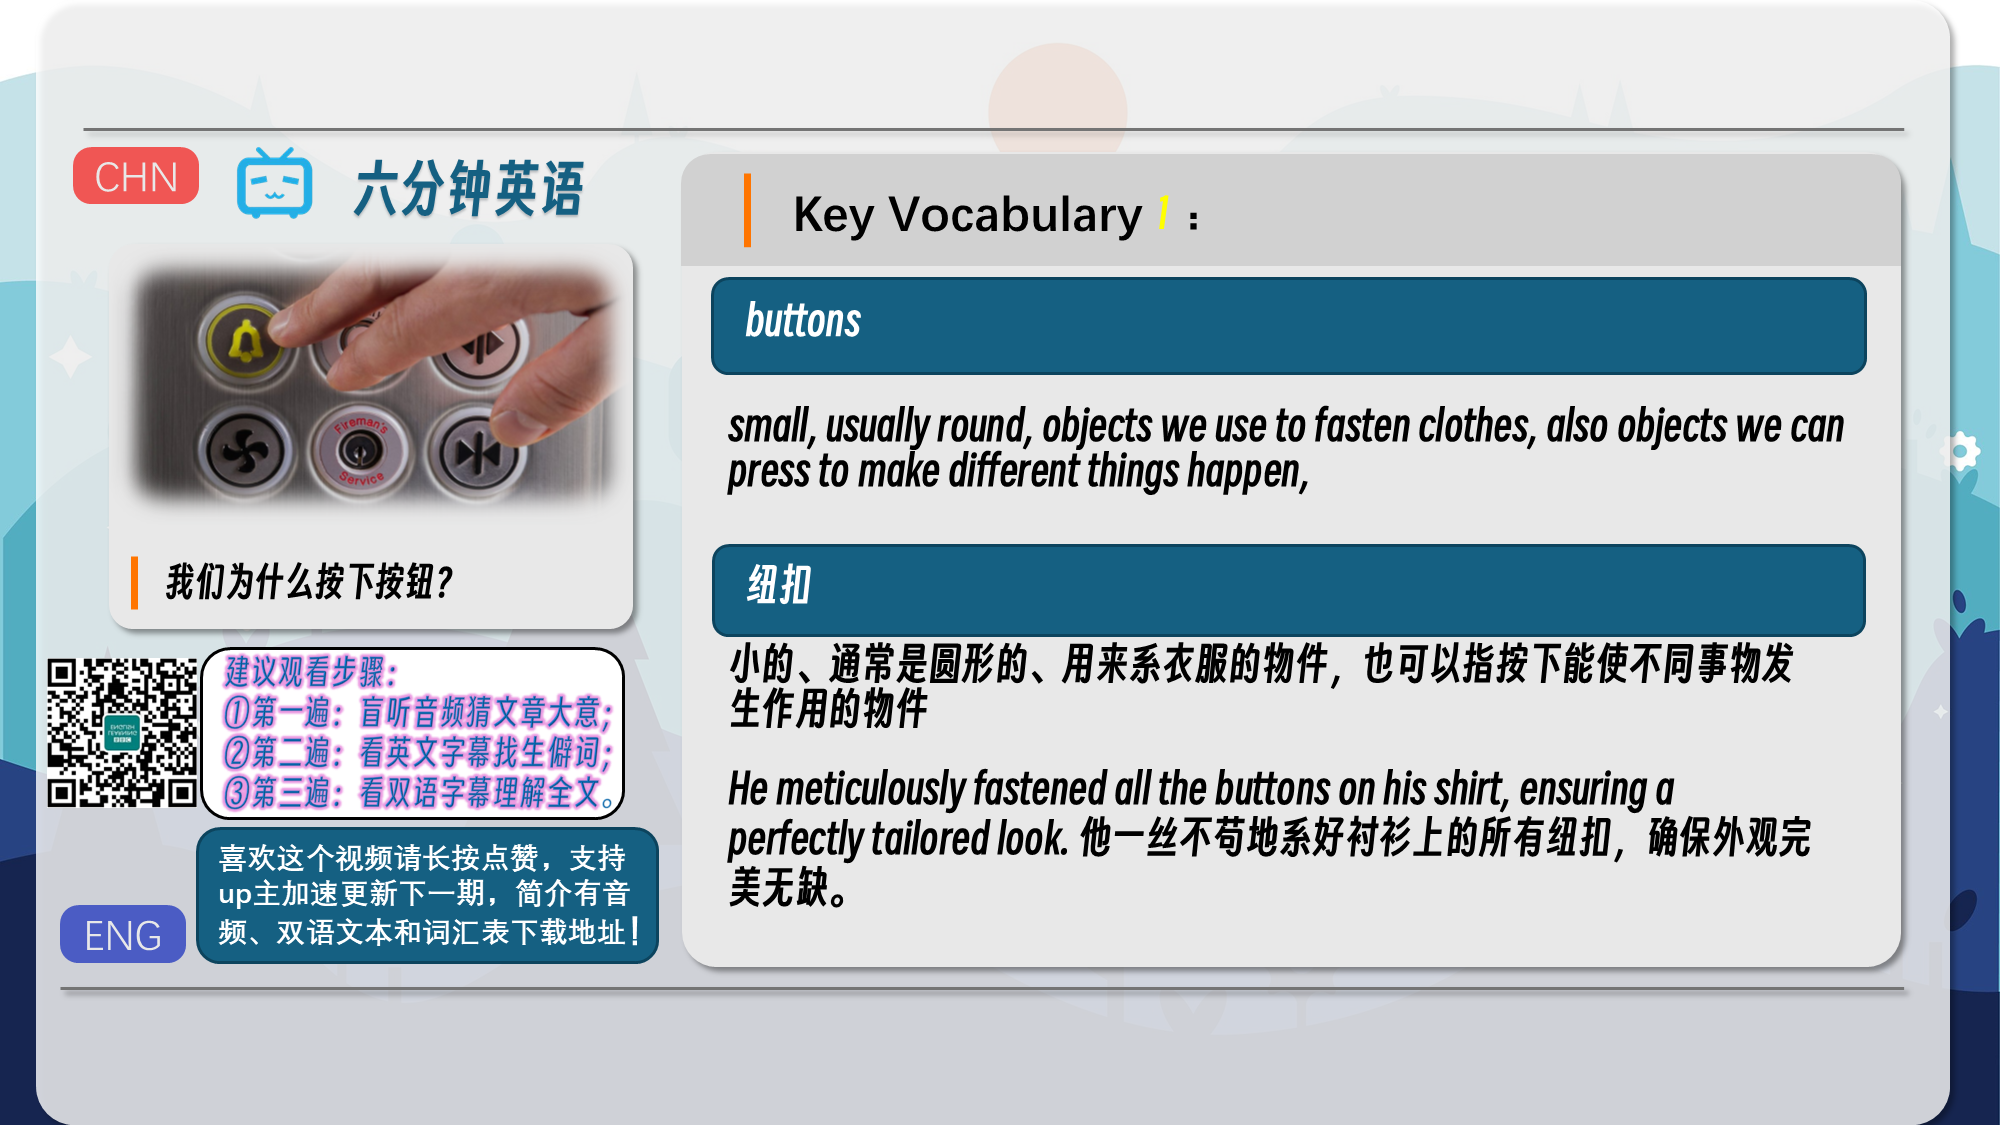 CHN
六分钟英语
Fireman's
Service
我们为什么按下按钮？
建议观看步骤：
①第一遍：盲听音频猜文章大意；
②第二遍：看英文字幕找生僻词；
③第三遍：看双语字幕理解全文。
喜欢这个视频请长按点赞，支持
up主加速更新下一期，简介有音
频、双语文本和词汇表下载地址！
ENG
Key Vocabulary 1 ：
buttons
small, usually round, objects we use to fasten clothes, also objects we can
press to make different things happen,
纽扣
小的、通常是圆形的、用来系衣服的物件，也可以指按下能使不同事物发
生作用的物件
He meticulously fastened all the buttons on his shirt, ensuring a
perfectly tailored look. 他一丝不苟地系好衬衫上的所有纽扣，确保外观完
美无缺。